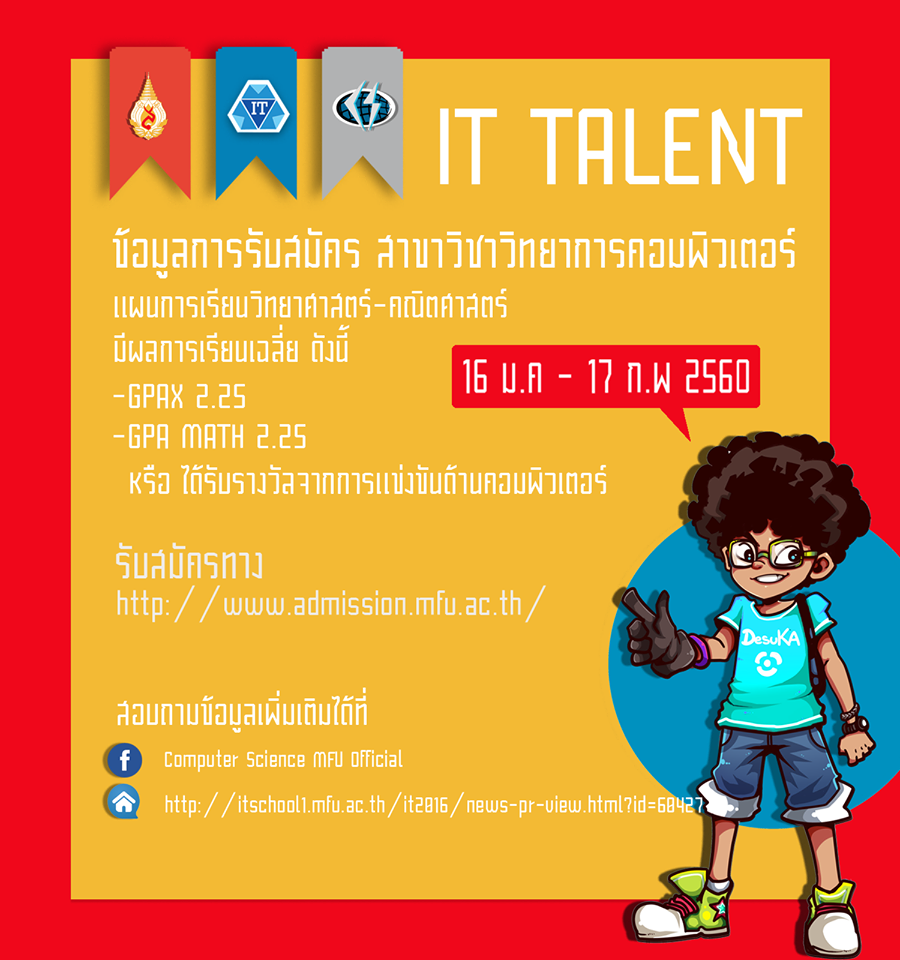 IT
IT TALENT
ข้อมูลการรับสมัคร สาขาวิชาวิทยาการคอมพิวเตอร์
แผนการเรียนวิทยาศาสตร์-คณิตศาสตร์
มีผลการเรียนเฉลี่ย ดังนี้
16 ม.ค - 17 ก.พ 2560
-GPAX 2.25
-GPA MATH 2.25
หรือ ได้รับรางวัลจากการแข่งขันด้านคอมพิวเตอร์
รับสมัครทาง
http://www.admission.mfu.ac.th/
DesuKA
สอบถามข้อมูลเพิ่มเติมได้ที่
Computer Science MFU Official
http://itschool1.mfu.ac.th/it2016/news-pr-view.html?id=68427